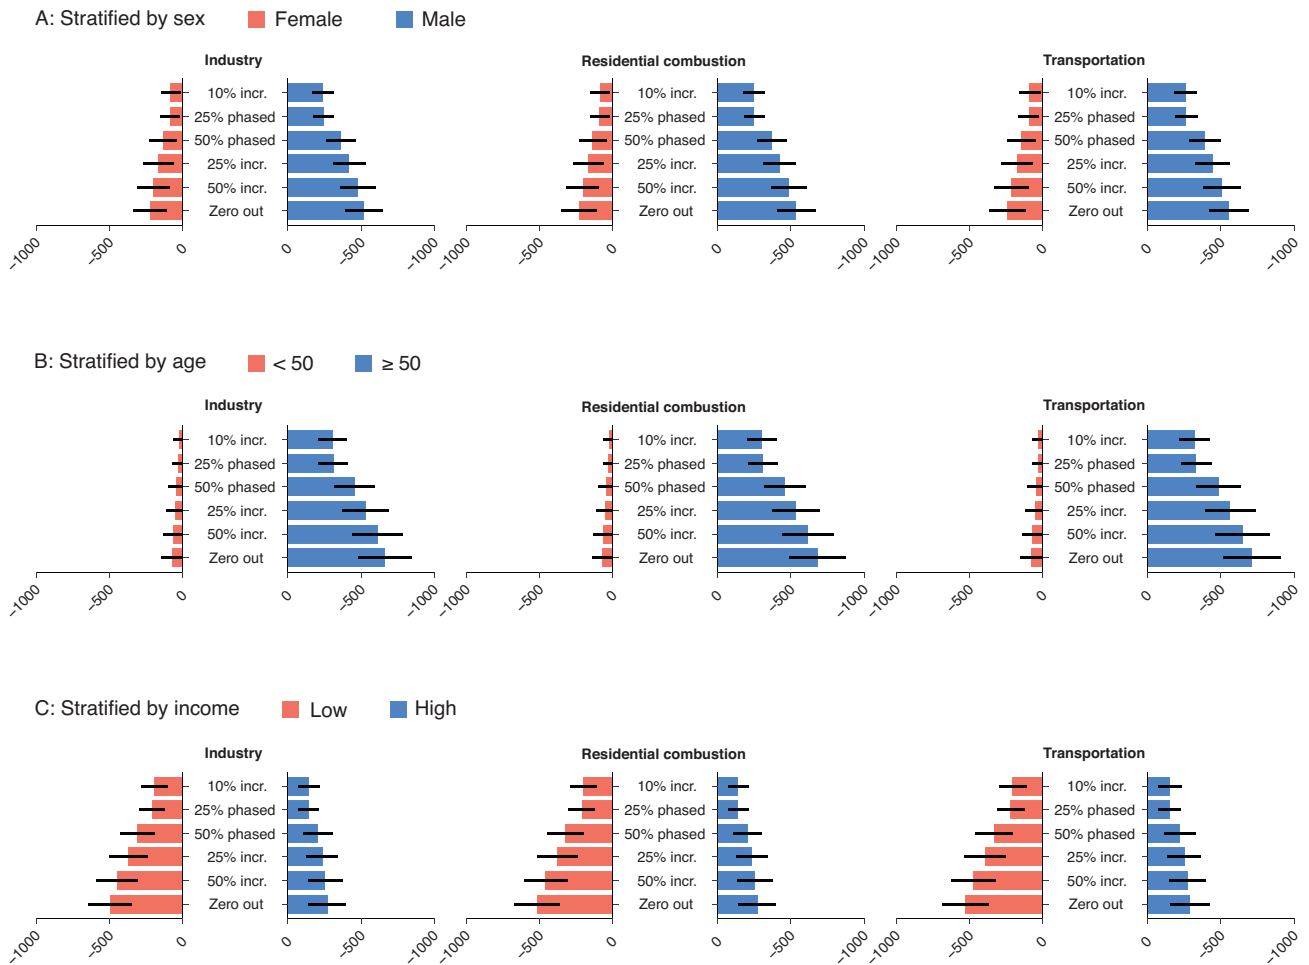 A: Stratified by sex Female Male
Industry Residential combustion Transportation
10% incr. 10% incr. 10% incr.
25% phased 25% phased 25% phased
50% phased 50% phased 50% phased
25% incr. 25% incr. 25% incr.
50% incr. 50% incr. 50% incr.
Zero out Zero out Zero out
−1000 −500 0 0 −500 −1000 −1000 −500 0 0 −500 −1000 −1000 −500 0 0 −500 −1000
B: Stratified by age < 50 ≥ 50
Industry Residential combustion Transportation
10% incr. 10% incr. 10% incr.
25% phased 25% phased 25% phased
50% phased 50% phased 50% phased
25% incr. 25% incr. 25% incr.
50% incr. 50% incr. 50% incr.
Zero out Zero out Zero out
−1000 −500 0 0 −500 −1000 −1000 −500 0 0 −500 −1000 −1000 −500 0 0 −500 −1000
C: Stratified by income Low High
Industry Residential combustion Transportation
10% incr. 10% incr. 10% incr.
25% phased 25% phased 25% phased
50% phased 50% phased 50% phased
25% incr. 25% incr. 25% incr.
50% incr. 50% incr. 50% incr.
Zero out Zero out Zero out
−1000 −500 0 0 −500 −1000 −1000 −500 0 0 −500 −1000 −1000 −500 0 0 −500 −1000